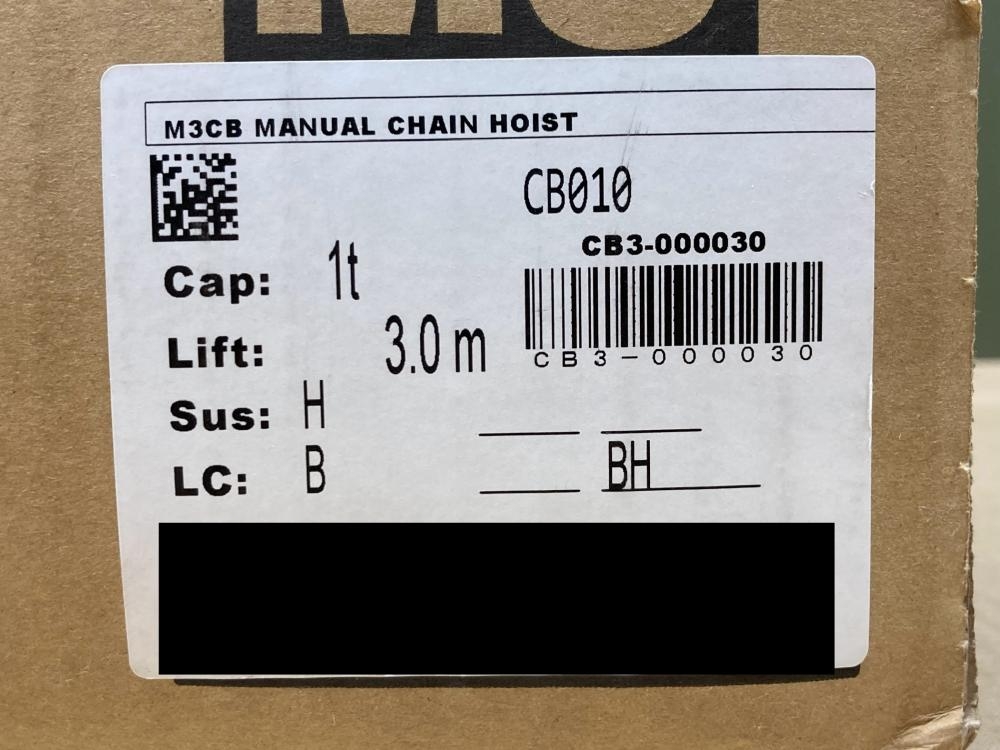 M3CB MANUAL CHAIN HOIST
CB010
CB3-000030
Cap: 1t
Lift: 3.0 m
CB3-000030
Sus: H
LC: B BH